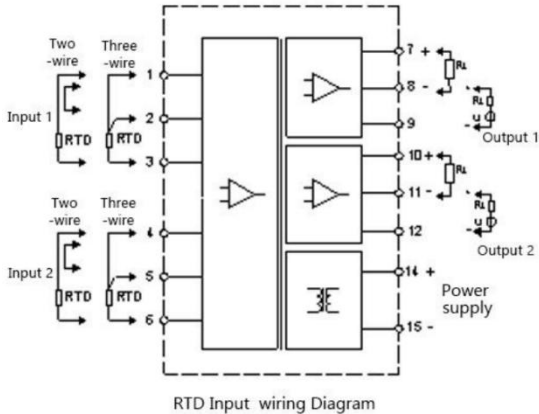 Two
-wire
Three
-wire
Input 1
RTD
RTD
1
2
3
Two
-wire
Three
-wire
Input 2
RTD
RTD
4
5
6
7 +
8 -
9
RL
RL
U
Output 1
10 +
11 -
12
RL
RL
U
Output 2
14 +
Power
supply
15 -
RTD Input wiring Diagram